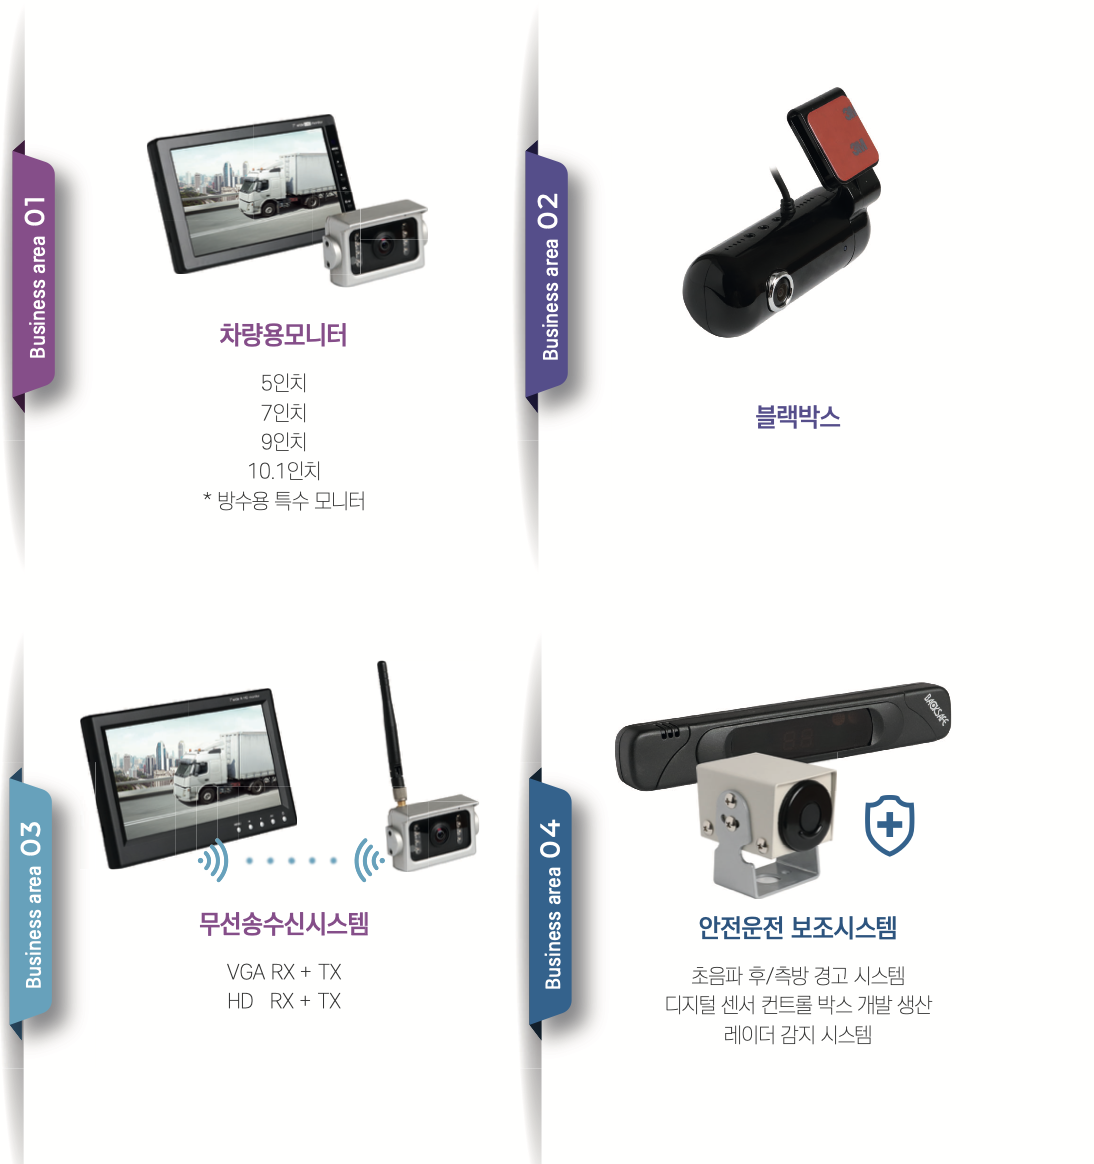 Business area 01
차량용모니터
5인치
7인치
9인치
10.1인치
* 방수용 특수 모니터
Business area 02
블랙박스
Business area 03
무선송수신시스템
VGA RX + TX
HD RX + TX
Business area 04
BACKSAFE
안전운전 보조시스템
초음파 후/측방 경고 시스템
디지털 센서 컨트롤 박스 개발 생산
레이더 감지 시스템